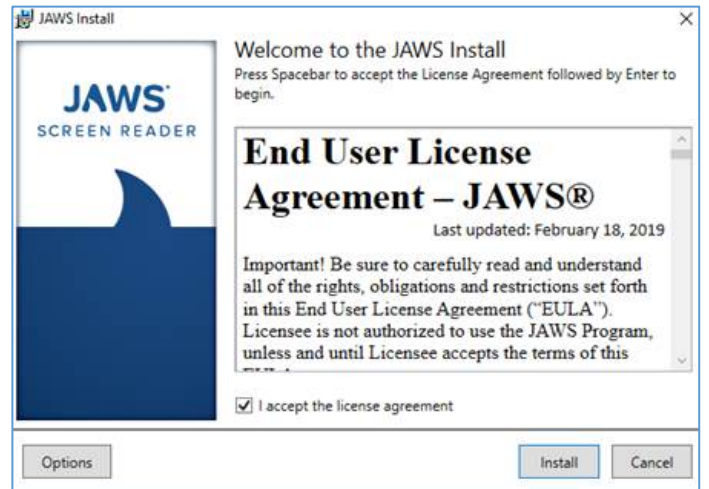 JAWS Install
JAWS
SCREEN READER
Welcome to the JAWS Install
Press Spacebar to accept the License Agreement followed by Enter to
begin.
End User License
Agreement – JAWS®
Last updated: February 18, 2019
Important! Be sure to carefully read and understand
all of the rights, obligations and restrictions set forth
in this End User License Agreement (“EULA”).
Licensee is not authorized to use the JAWS Program,
unless and until Licensee accepts the terms of this
I accept the license agreement
Options
Install
Cancel